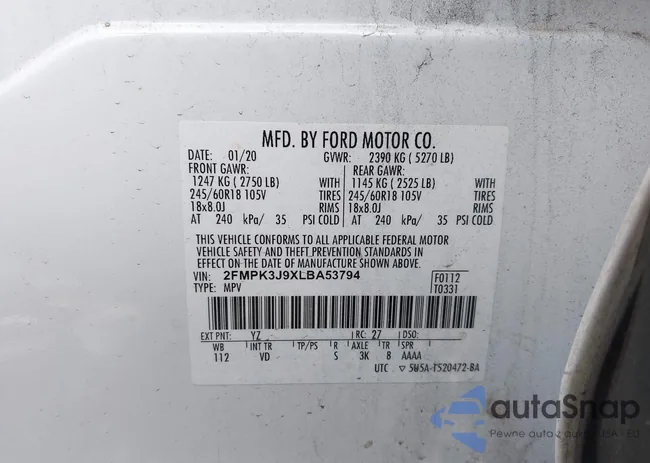 MFD. BY FORD MOTOR CO.
DATE: 01/20 GVWR: 2390 KG ( 5270 LB)
FRONT GAWR: REAR GAWR:
1247 KG ( 2750 LB) WITH 1145 KG ( 2525 LB) WITH
245/60R18 105V TIRES 245/60R18 105V TIRES
18x8.0J RIMS 18x8.0J RIMS
AT 240 kPa/ 35 PSI COLD AT 240 kPa/ 35 PSI COLD
THIS VEHICLE CONFORMS TO ALL APPLICABLE FEDERAL MOTOR
VEHICLE SAFETY AND THEFT PREVENTION STANDARDS IN
EFFECT ON THE DATE OF MANUFACTURE SHOWN ABOVE.
VIN: 2FMPK3J9XLBA53794 F0112
TYPE: MPV T0331
EXT PNT: YZ RC: 27 DSO:
WB INT TR TP/PS R AXLE TR SPR
112 VD S 3K 8 AAAA
UTC 5U5A-1520472-BA
autoSnap
Pewne auto z USA · EU